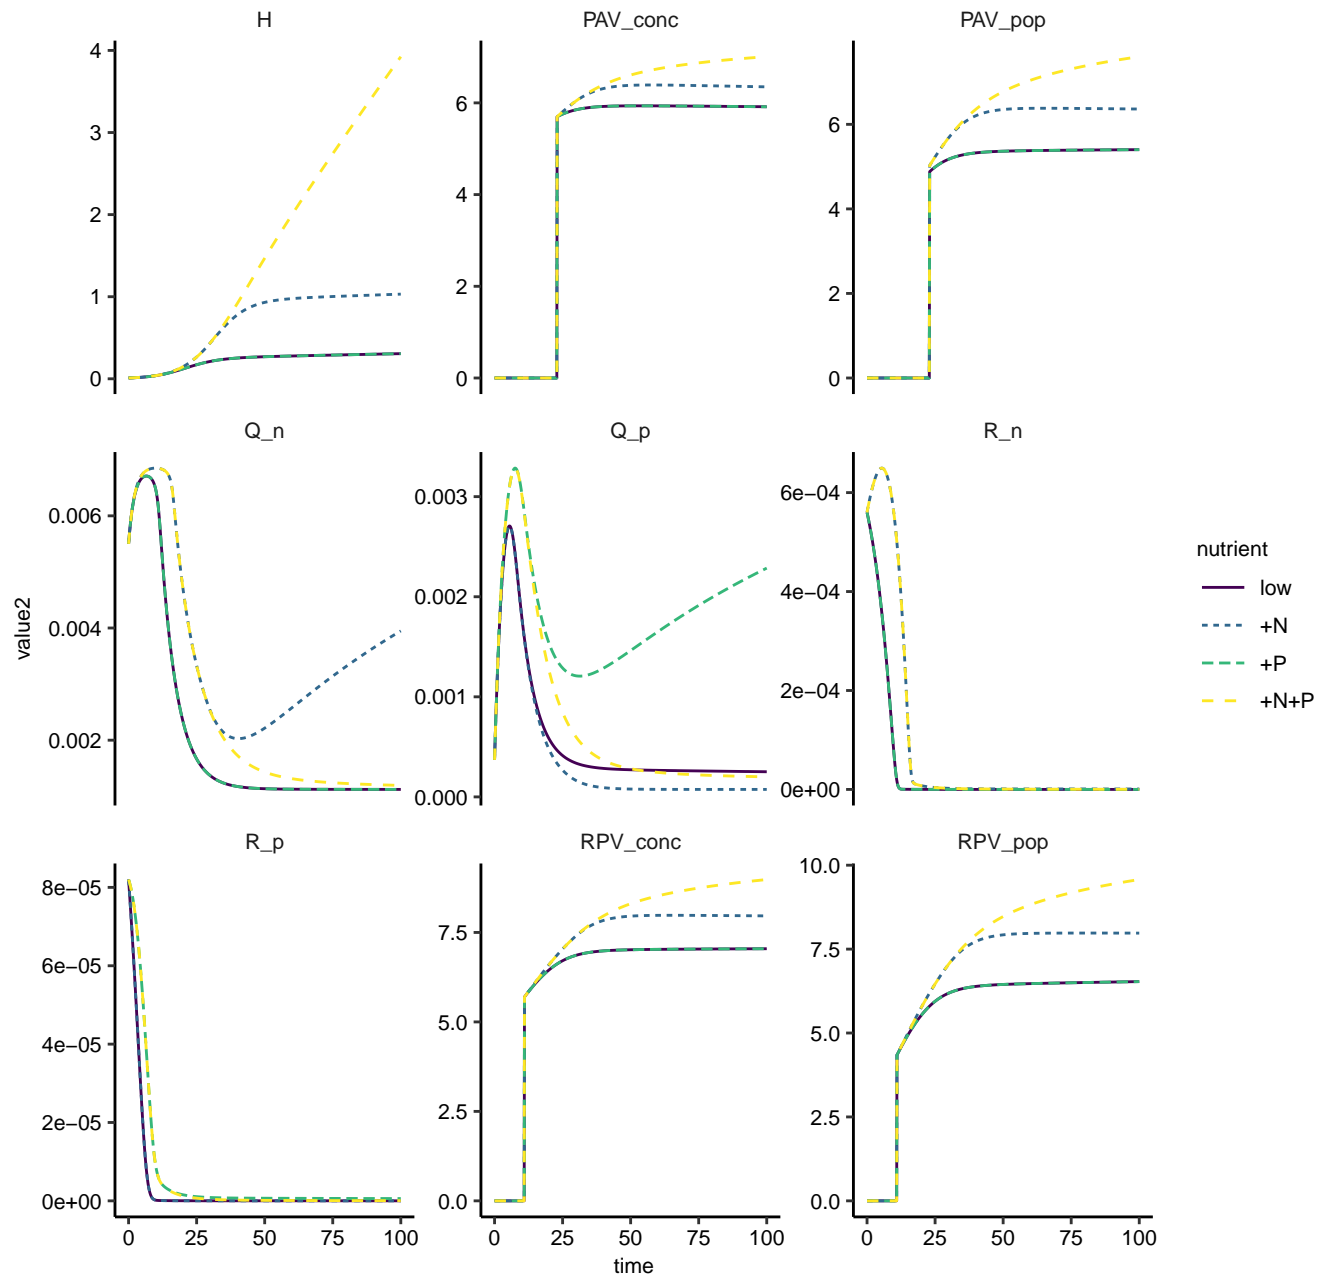 H
PAV_conc
PAV_pop
4
3
2
1
0
6
4
2
0
6
4
2
0
Q_n
Q_p
R_n
0.006
0.004
0.002
0.003
0.002
0.001
0.000
6e−04
4e−04
2e−04
0e+00
value2
nutrient
low
+N
+P
+N+P
R_p
RPV_conc
RPV_pop
8e−05
6e−05
4e−05
2e−05
0e+00
7.5
5.0
2.5
0.0
10.0
7.5
5.0
2.5
0.0
0 25 50 75 100
0 25 50 75 100
0 25 50 75 100
time